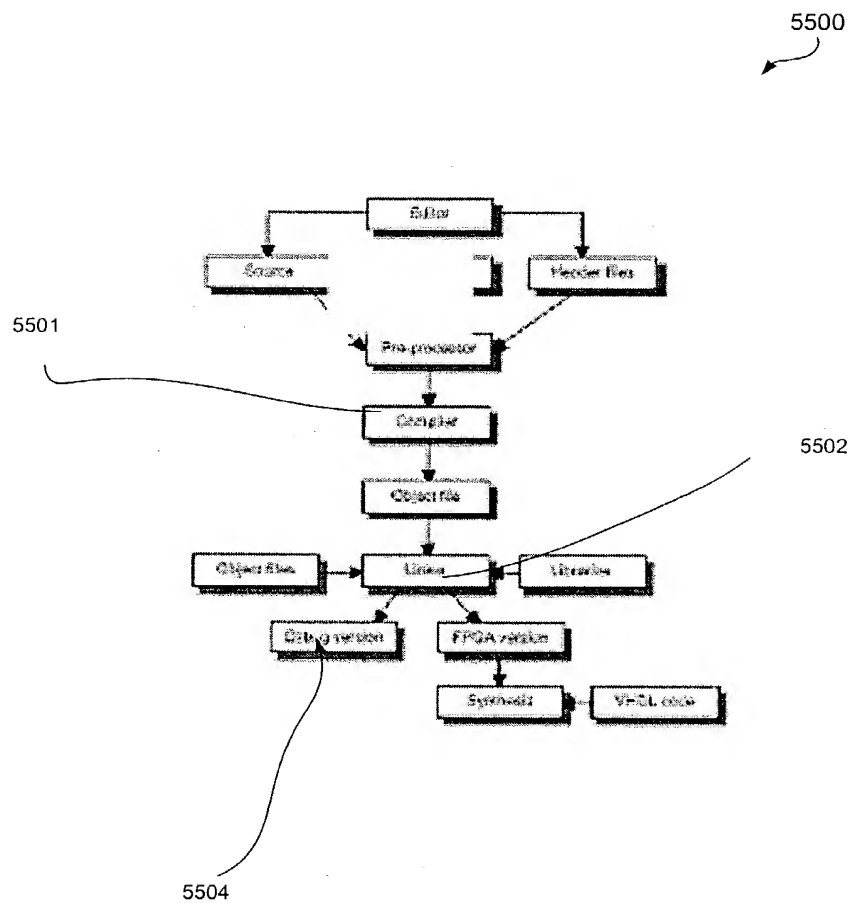 5500
Editor
Source
Header files
5501
Pre-processor
Compiler
5502
Object file
Object files
Linker
Libraries
Debug version
FPGA version
Synthesis
VHDL code
5504